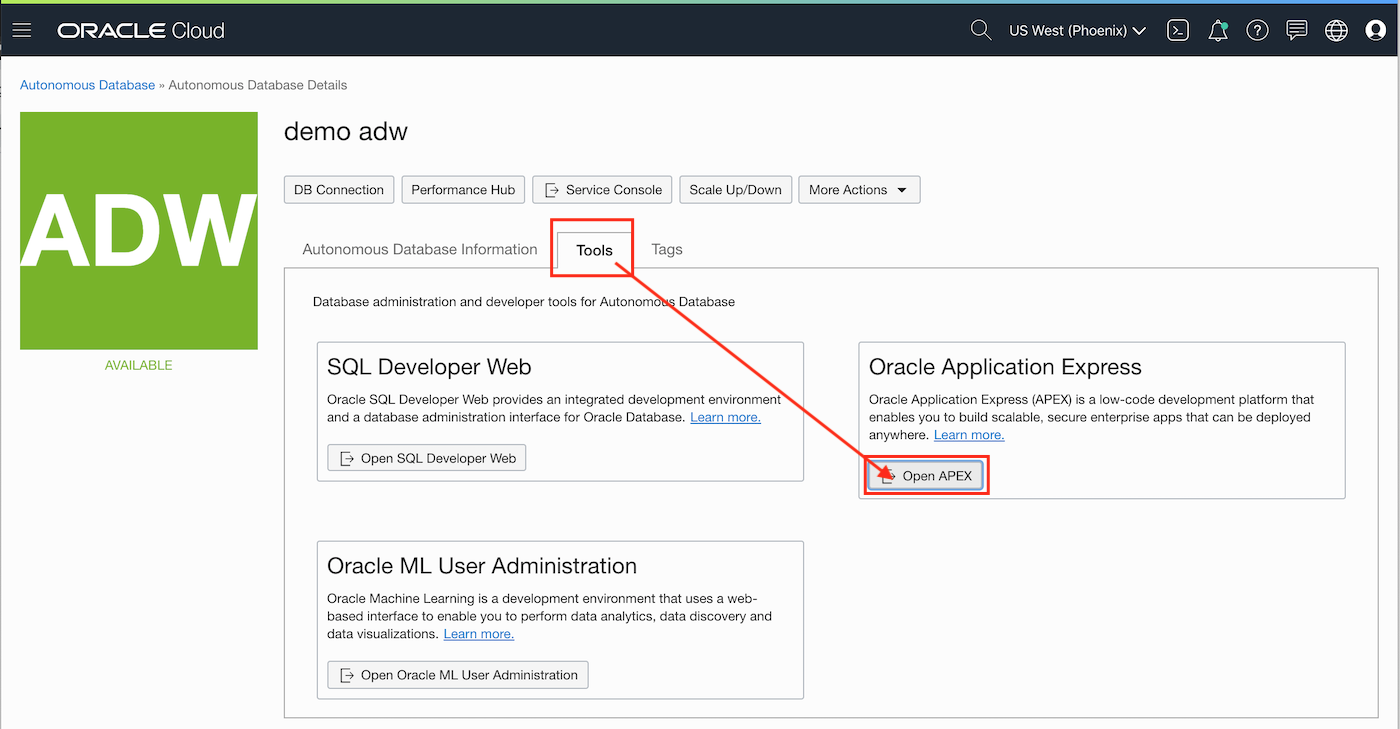 ORACLE Cloud
US West (Phoenix)
Autonomous Database » Autonomous Database Details
ADW
AVAILABLE
demo adw
DB Connection
Performance Hub
Service Console
Scale Up/Down
More Actions
Autonomous Database Information
Tools
Tags
Database administration and developer tools for Autonomous Database
SQL Developer Web
Oracle SQL Developer Web provides an integrated development environment
and a database administration interface for Oracle Database. Learn more.
Open SQL Developer Web
Oracle Application Express
Oracle Application Express (APEX) is a low-code development platform that
enables you to build scalable, secure enterprise apps that can be deployed
anywhere. Learn more.
Open APEX
Oracle ML User Administration
Oracle Machine Learning is a development environment that uses a web-
based interface to enable you to perform data analytics, data discovery and
data visualizations. Learn more.
Open Oracle ML User Administration